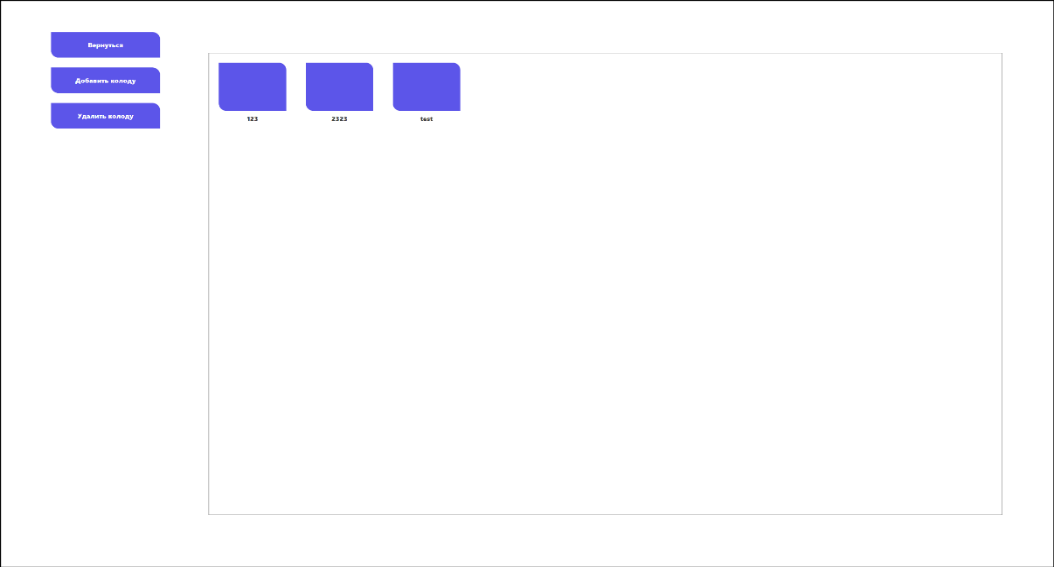 Вернуться
Добавить колоду
Удалить колоду
123
2323
test